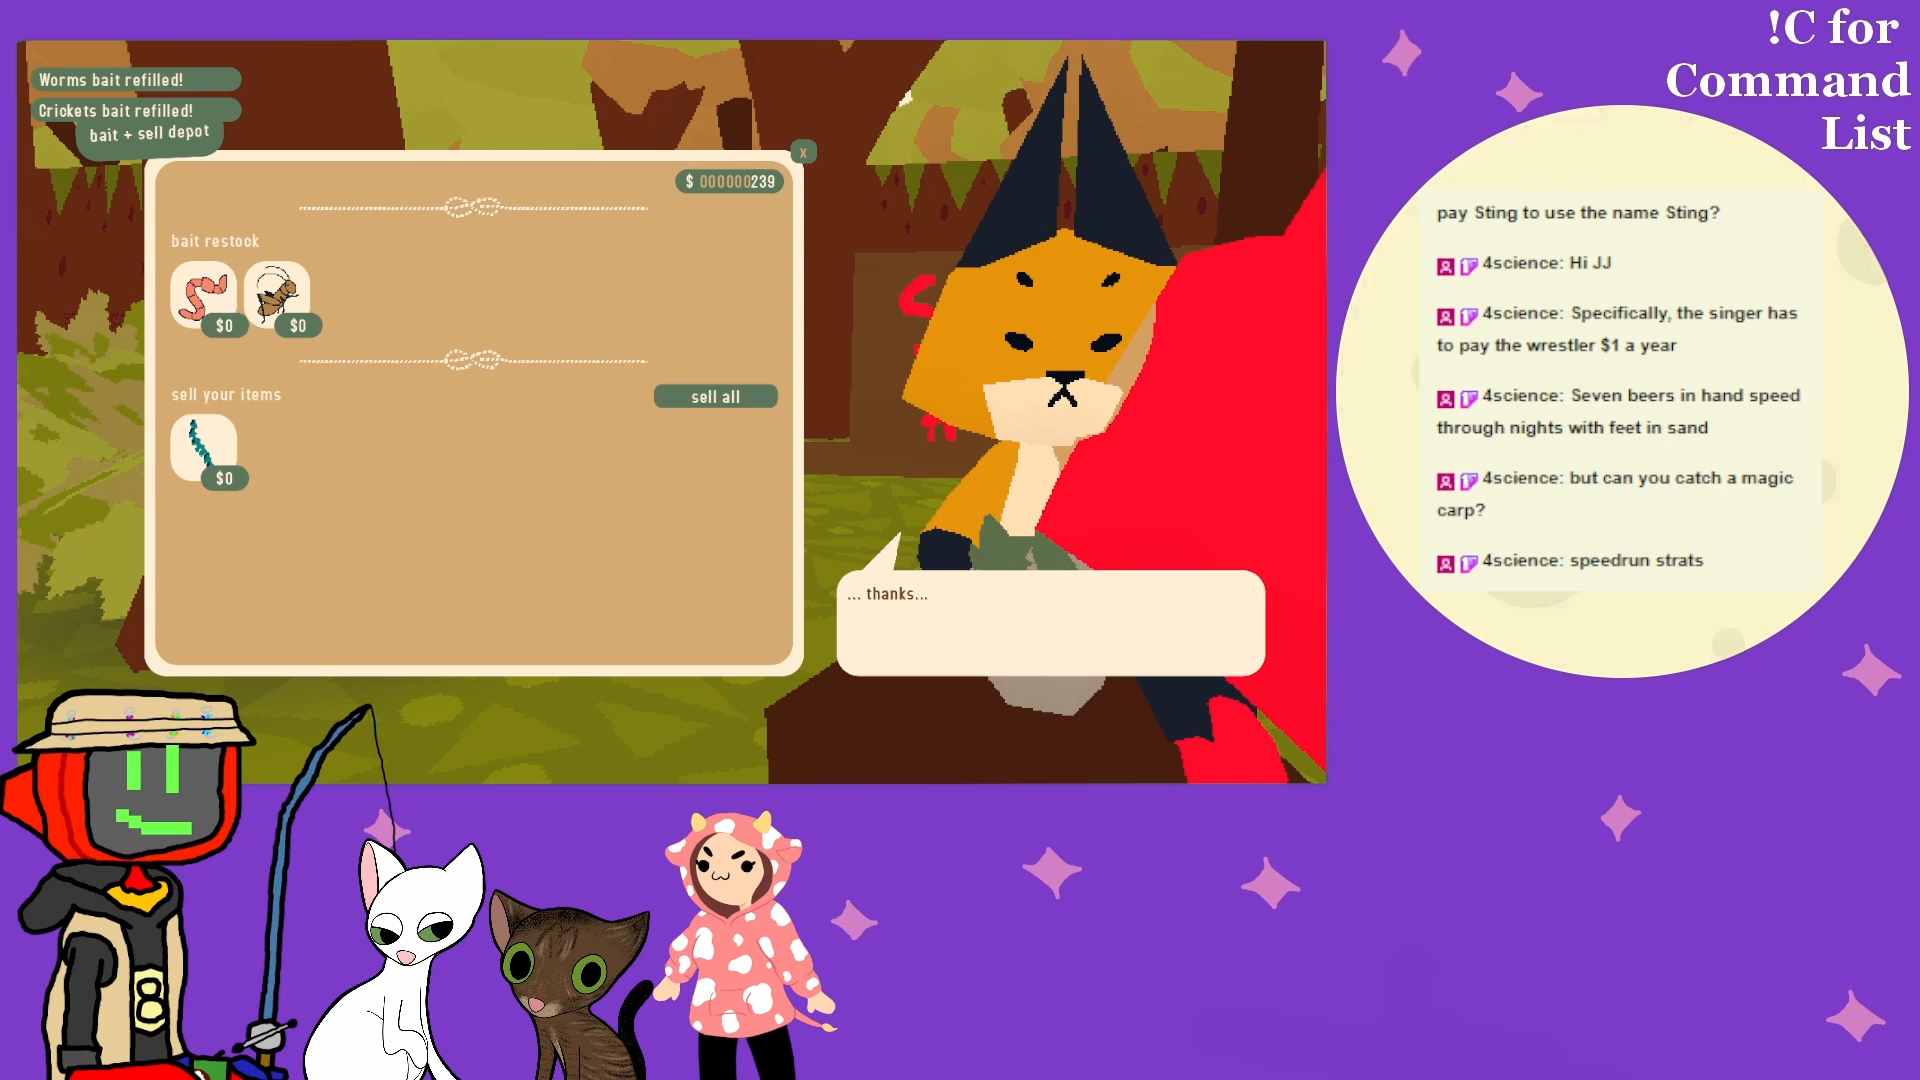 !C for
Command
List
Worms bait refilled!
Crickets bait refilled!
bait + sell depot
x
$ 000000239
bait restock
$0
$0
sell your items
sell all
$0
... thanks...
pay Sting to use the name Sting?
4science: Hi JJ
4science: Specifically, the singer has
to pay the wrestler $1 a year
4science: Seven beers in hand speed
through nights with feet in sand
4science: but can you catch a magic
carp?
4science: speedrun strats
8